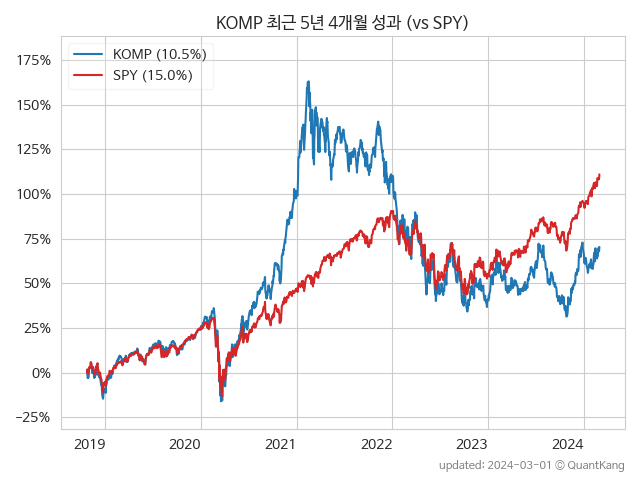 KOMP 최근 5년 4개월 성과 (vs SPY)
KOMP (10.5%)
SPY (15.0%)
175%
150%
125%
100%
75%
50%
25%
0%
−25%
2019 2020 2021 2022 2023 2024
updated: 2024-03-01 © QuantKang